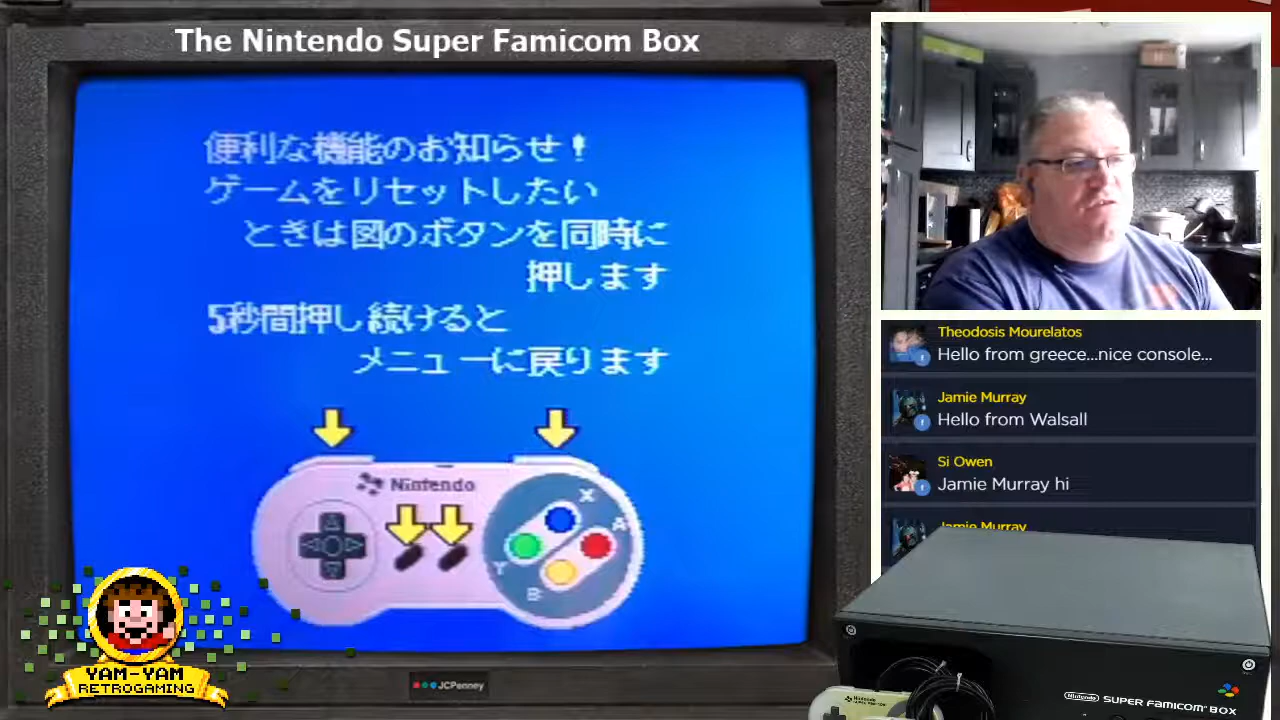 The Nintendo Super Famicom Box
便利な機能のお知らせ！
ゲームをリセットしたい
ときは図のボタンを同時に
押します
5秒間押し続けると
メニューに戻ります
Nintendo
X
A
Y
B
JCPenney
YAM-YAM
RETROGAMING
Theodosis Mourelatos
Hello from greece...nice console...
Jamie Murray
Hello from Walsall
Si Owen
Jamie Murray hi
Jamie Murray
Nintendo SUPER FAMICOM BOX